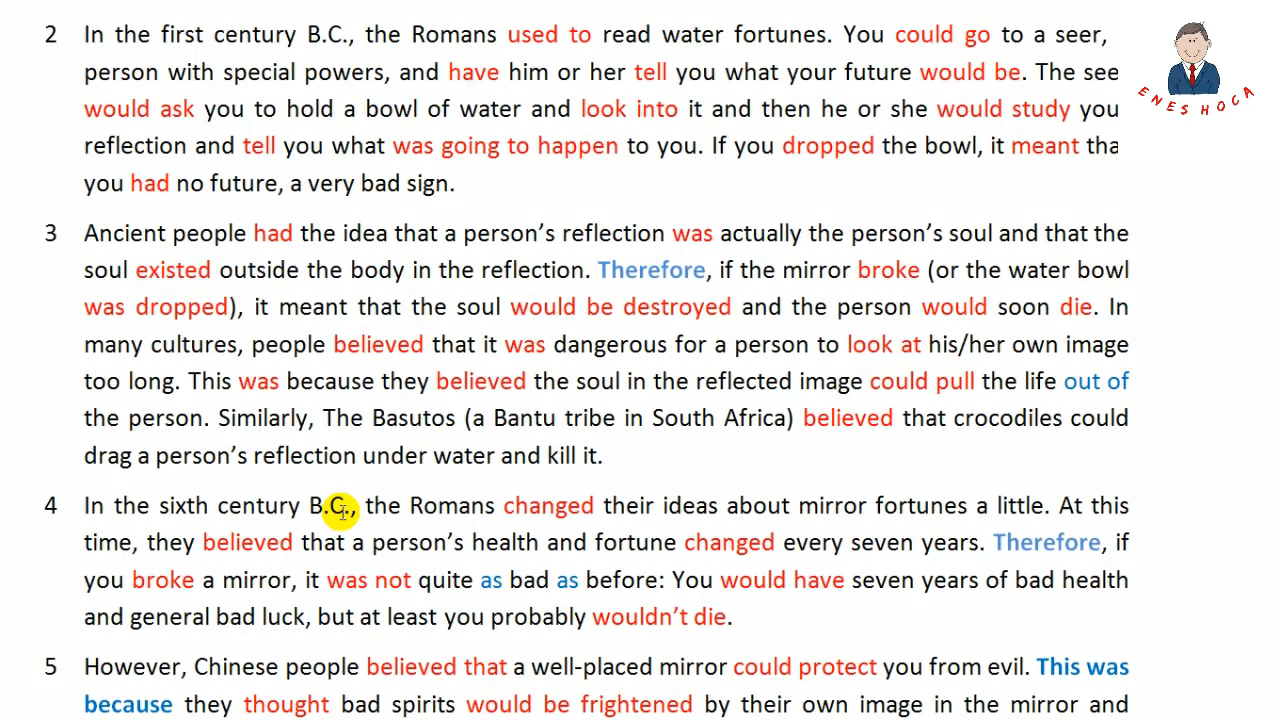 2 In the first century B.C., the Romans used to read water fortunes. You could go to a seer,
person with special powers, and have him or her tell you what your future would be. The see
would ask you to hold a bowl of water and look into it and then he or she would study you
reflection and tell you what was going to happen to you. If you dropped the bowl, it meant tha
you had no future, a very bad sign.
3 Ancient people had the idea that a person’s reflection was actually the person’s soul and that the
soul existed outside the body in the reflection. Therefore, if the mirror broke (or the water bowl
was dropped), it meant that the soul would be destroyed and the person would soon die. In
many cultures, people believed that it was dangerous for a person to look at his/her own image
too long. This was because they believed the soul in the reflected image could pull the life out of
the person. Similarly, The Basutos (a Bantu tribe in South Africa) believed that crocodiles could
drag a person’s reflection under water and kill it.
4 In the sixth century B.C., the Romans changed their ideas about mirror fortunes a little. At this
time, they believed that a person’s health and fortune changed every seven years. Therefore, if
you broke a mirror, it was not quite as bad as before: You would have seven years of bad health
and general bad luck, but at least you probably wouldn’t die.
5 However, Chinese people believed that a well-placed mirror could protect you from evil. This was
because they thought bad spirits would be frightened by their own image in the mirror and
ENES HOCA